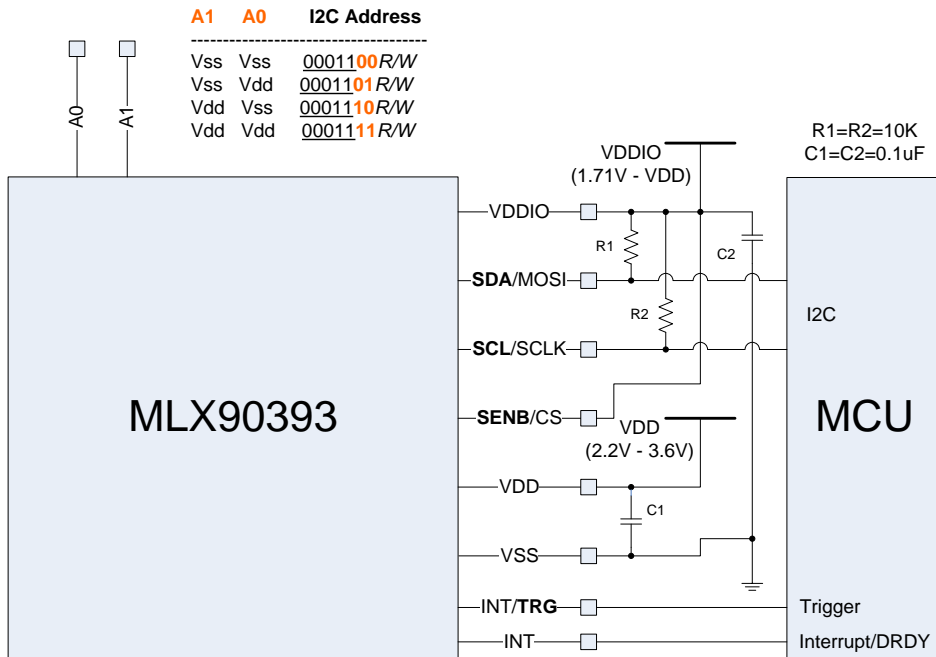 A1 A0 I2C Address
-----------------------------------------
Vss Vss 0001100R/W
Vss Vdd 0001101R/W
Vdd Vss 0001110R/W
Vdd Vdd 0001111R/W
A0
A1
R1=R2=10K
C1=C2=0.1uF
VDDIO
(1.71V - VDD)
VDDIO
R1
C2
SDA/MOSI
R2
I2C
SCL/SCLK
MLX90393
SENB/CS
MCU
VDD
(2.2V - 3.6V)
VDD
C1
VSS
INT/TRG
Trigger
INT
Interrupt/DRDY